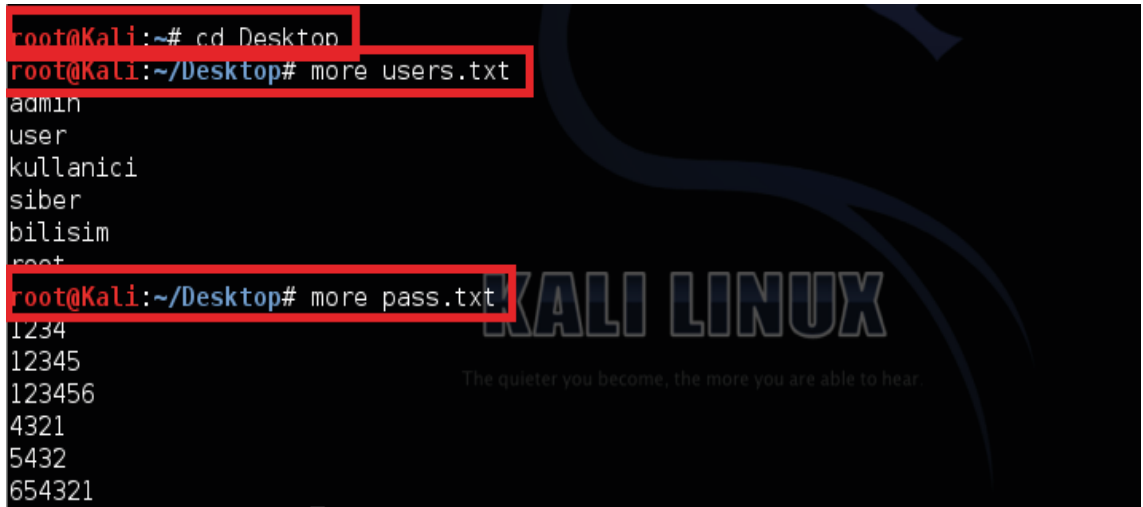 root@Kali:~# cd Desktop
root@Kali:~/Desktop# more users.txt
admin
user
kullanici
siber
bilisim
root
root@Kali:~/Desktop# more pass.txt
1234
12345
123456
4321
5432
654321
KALI LINUX
The quieter you become, the more you are able to hear.